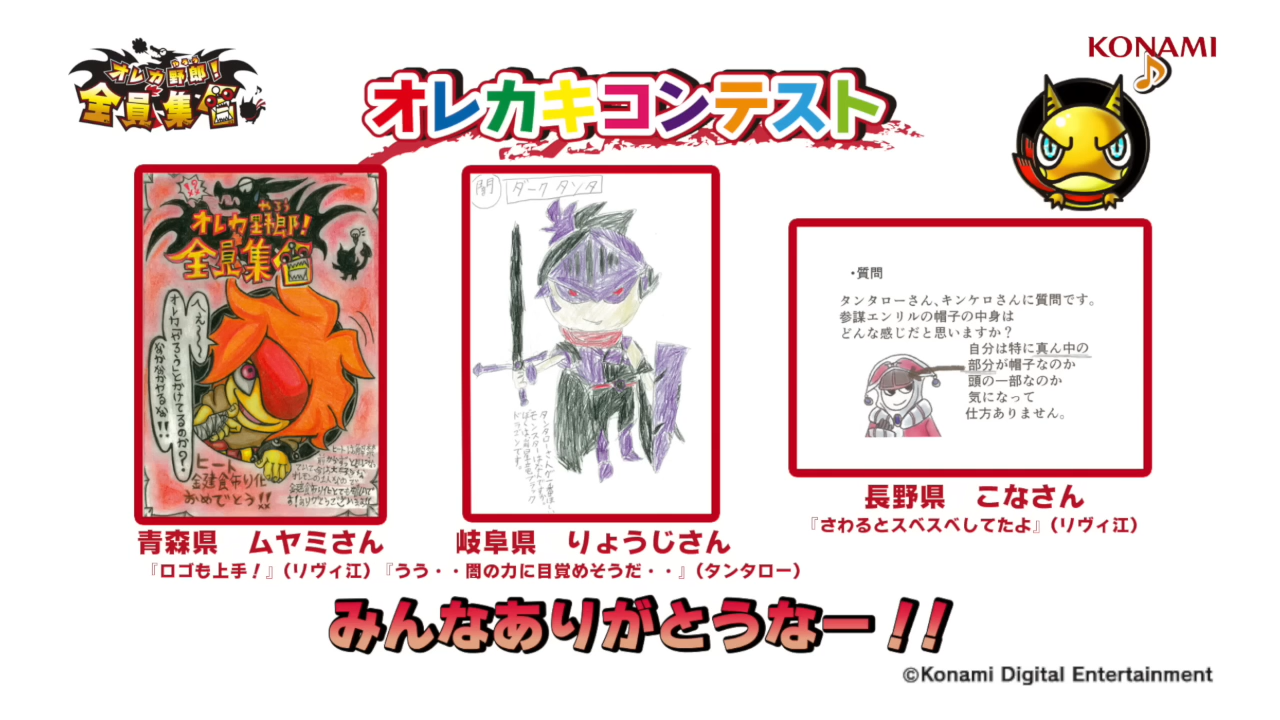 オレカ野郎!
全員集
KONAMI
オレカキコンテスト
やろう
オレカ野郎!
全員集
へぇ〜〜
オレカ「やろう」とかけてるのか?
なかなかやるな!!
ヒート
おめでとう!!
闇
ダークタンタ
・質問
タンタローさん、キンケロさんに質問です。
参謀エンリルの帽子の中身は
どんな感じだと思いますか?
自分は特に真ん中の
部分が帽子なのか
頭の一部なのか
気になって
仕方ありません。
青森県 ムヤミさん
『ロゴも上手!』(リヴィ江)
岐阜県 りょうじさん
『うう・・闇の力に目覚めそうだ・・』(タンタロー)
長野県 こなさん
『さわるとスベスベしてたよ』(リヴィ江)
みんなありがとうなー!!
©Konami Digital Entertainment